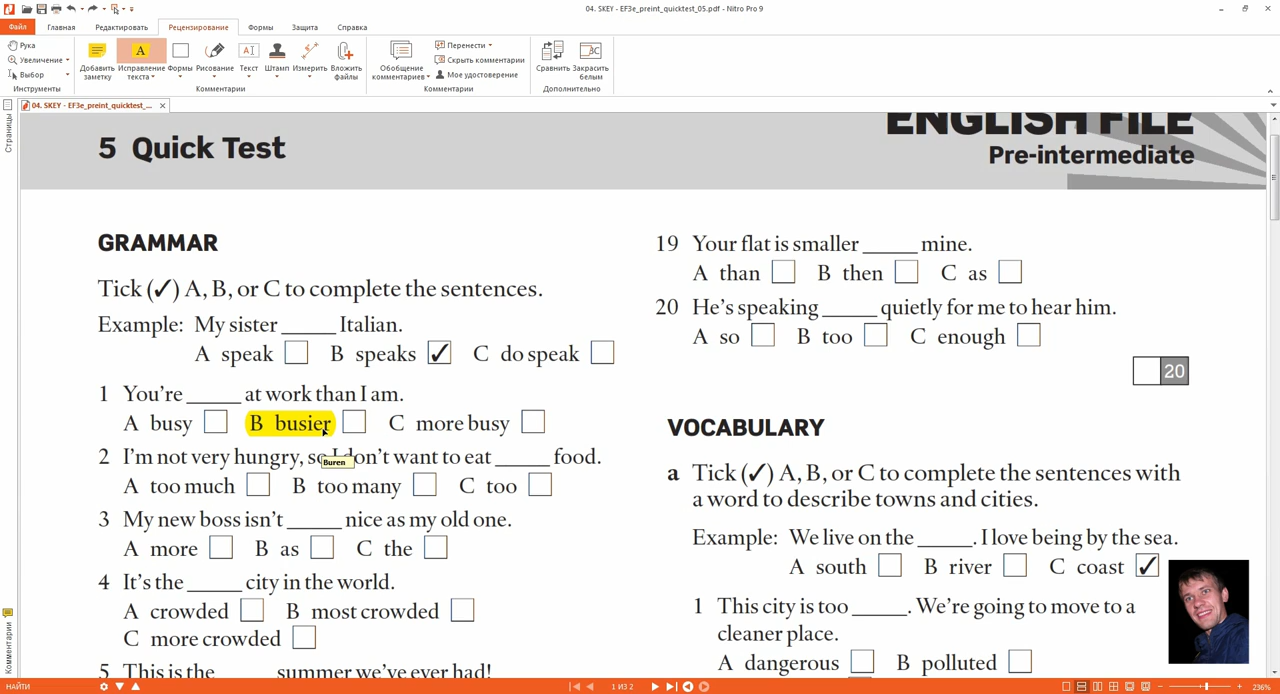 04. SKEY - EF3e_preint_quicktest_05.pdf - Nitro Pro 9
Файл Главная Редактировать Рецензирование Формы Защита Справка
Рука
Увеличение
Выбор
Инструменты
Добавить заметку
Исправление текста
Формы
Рисование
Текст
Штамп
Измерить
Вложить файлы
Комментарии
Обобщение комментариев
Перенести
Скрыть комментарии
Мое удостоверение
Комментарии
Сравнить
Закрасить белым
Дополнительно
04. SKEY - EF3e_preint_quicktest_...
Страницы
5 Quick Test
ENGLISH FILE
Pre-intermediate
GRAMMAR
Tick (✓) A, B, or C to complete the sentences.
Example: My sister _____ Italian.
A speak B speaks ✓ C do speak
1 You're _____ at work than I am.
A busy B busier C more busy
2 I'm not very hungry, so I don't want to eat _____ food.
Buren
A too much B too many C too
3 My new boss isn't _____ nice as my old one.
A more B as C the
4 It's the _____ city in the world.
A crowded B most crowded
C more crowded
5 This is the _____ summer we've ever had!
19 Your flat is smaller _____ mine.
A than B then C as
20 He's speaking _____ quietly for me to hear him.
A so B too C enough
20
VOCABULARY
a Tick (✓) A, B, or C to complete the sentences with
a word to describe towns and cities.
Example: We live on the _____. I love being by the sea.
A south B river C coast ✓
1 This city is too _____. We're going to move to a
cleaner place.
A dangerous B polluted
Комментарии
НАЙТИ
1 ИЗ 2
236%